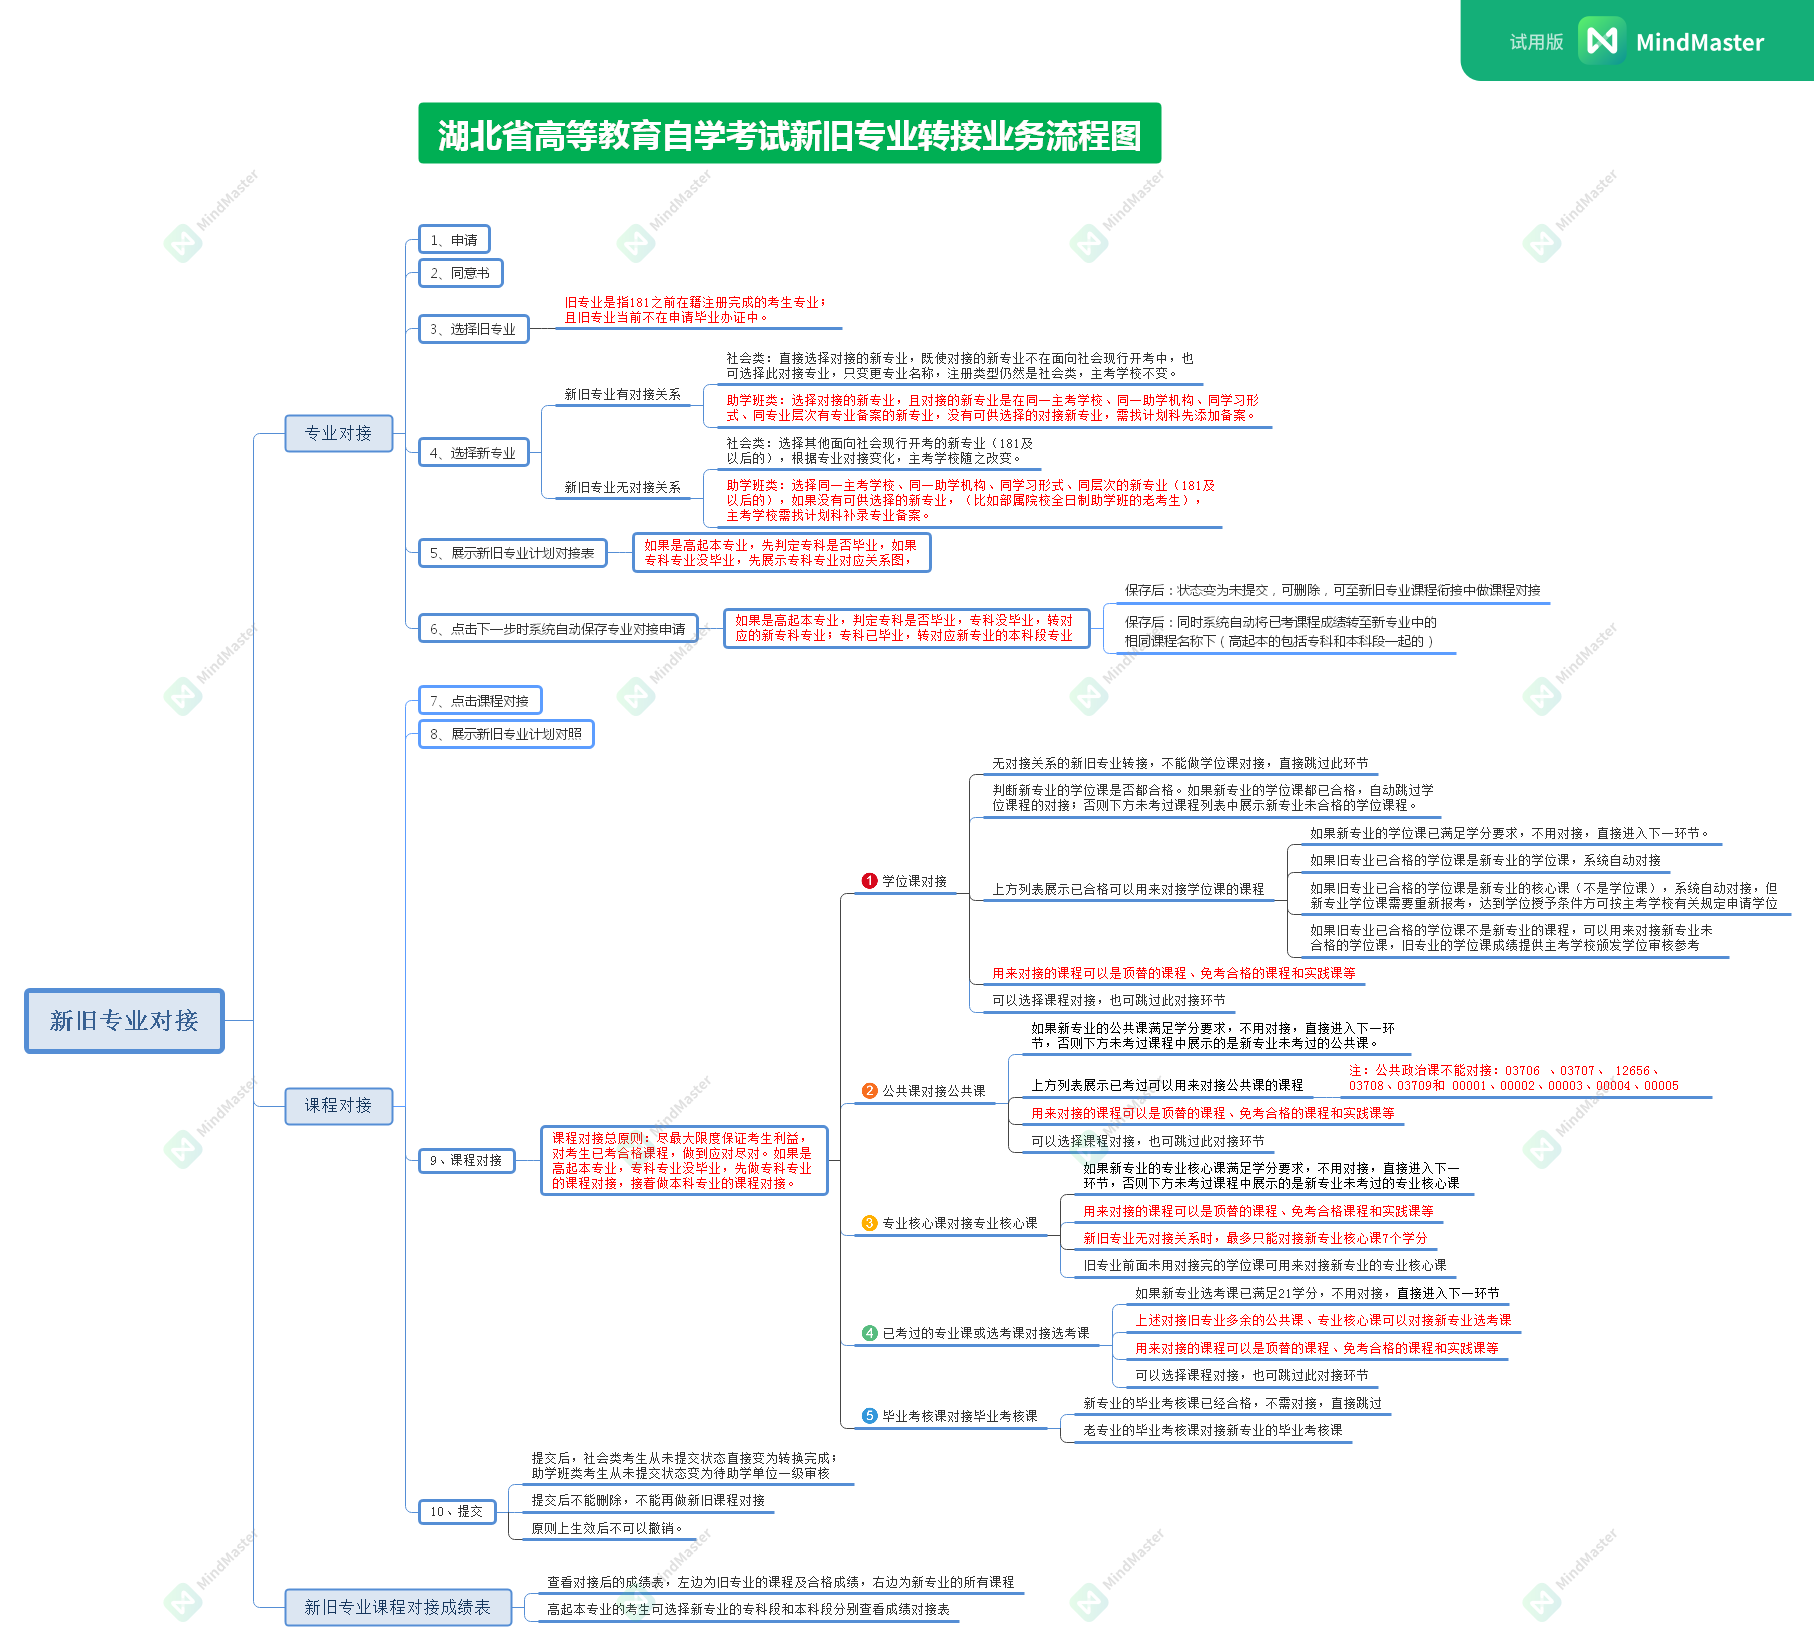 试用版 MindMaster
湖北省高等教育自学考试新旧专业转接业务流程图
新旧专业对接
专业对接
1、申请
2、同意书
3、选择旧专业
旧专业是指181之前在籍注册完成的考生专业；
且旧专业当前不在申请毕业办证中。
4、选择新专业
新旧专业有对接关系
社会类：直接选择对接的新专业，既使对接的新专业不在面向社会现行开考中，也
可选择此对接专业，只变更专业名称，注册类型仍然是社会类，主考学校不变。
助学班类：选择对接的新专业，且对接的新专业是在同一主考学校、同一助学机构、同学习形
式、同专业层次有专业备案的新专业，没有可供选择的对接新专业，需找计划科先添加备案。
新旧专业无对接关系
社会类：选择其他面向社会现行开考的新专业（181及
以后的），根据专业对接变化，主考学校随之改变。
助学班类：选择同一主考学校、同一助学机构、同学习形式、同层次的新专业（181及
以后的），如果没有可供选择的新专业，（比如部属院校全日制助学班的老考生），
主考学校需找计划科补录专业备案。
5、展示新旧专业计划对接表
如果是高起本专业，先判定专科是否毕业，如果
专科专业没毕业，先展示专科专业对应关系图，
6、点击下一步时系统自动保存专业对接申请
如果是高起本专业，判定专科是否毕业，专科没毕业，转对
应的新专科专业；专科已毕业，转对应新专业的本科段专业
保存后：状态变为未提交，可删除，可至新旧专业课程衔接中做课程对接
保存后：同时系统自动将已考课程成绩转至新专业中的
相同课程名称下（高起本的包括专科和本科段一起的）
课程对接
7、点击课程对接
8、展示新旧专业计划对照
9、课程对接
课程对接总原则：尽最大限度保证考生利益，
对考生已考合格课程，做到应对尽对。如果是
高起本专业，专科专业没毕业，先做专科专业
的课程对接，接着做本科专业的课程对接。
1 学位课对接
无对接关系的新旧专业转接，不能做学位课对接，直接跳过此环节
判断新专业的学位课是否都合格。如果新专业的学位课都已合格，自动跳过学
位课程的对接；否则下方未考过课程列表中展示新专业未合格的学位课程。
上方列表展示已合格可以用来对接学位课的课程
如果新专业的学位课已满足学分要求，不用对接，直接进入下一环节。
如果旧专业已合格的学位课是新专业的学位课，系统自动对接
如果旧专业已合格的学位课是新专业的核心课（不是学位课），系统自动对接，但
新专业学位课需要重新报考，达到学位授予条件方可按主考学校有关规定申请学位
如果旧专业已合格的学位课不是新专业的课程，可以用来对接新专业未
合格的学位课，旧专业的学位课成绩提供主考学校颁发学位审核参考
用来对接的课程可以是顶替的课程、免考合格的课程和实践课等
可以选择课程对接，也可跳过此对接环节
2 公共课对接公共课
如果新专业的公共课满足学分要求，不用对接，直接进入下一环
节，否则下方未考过课程中展示的是新专业未考过的公共课。
上方列表展示已考过可以用来对接公共课的课程
注：公共政治课不能对接：03706 、03707、 12656、
03708、03709和 00001、00002、00003、00004、00005
用来对接的课程可以是顶替的课程、免考合格的课程和实践课等
可以选择课程对接，也可跳过此对接环节
3 专业核心课对接专业核心课
如果新专业的专业核心课满足学分要求，不用对接，直接进入下一
环节，否则下方未考过课程中展示的是新专业未考过的专业核心课
用来对接的课程可以是顶替的课程、免考合格课程和实践课等
新旧专业无对接关系时，最多只能对接新专业核心课7个学分
旧专业前面未用对接完的学位课可用来对接新专业的专业核心课
4 已考过的专业课或选考课对接选考课
如果新专业选考课已满足21学分，不用对接，直接进入下一环节
上述对接旧专业多余的公共课、专业核心课可以对接新专业选考课
用来对接的课程可以是顶替的课程、免考合格的课程和实践课等
可以选择课程对接，也可跳过此对接环节
5 毕业考核课对接毕业考核课
新专业的毕业考核课已经合格，不需对接，直接跳过
老专业的毕业考核课对接新专业的毕业考核课
10、提交
提交后，社会类考生从未提交状态直接变为转换完成；
助学班类考生从未提交状态变为待助学单位一级审核
提交后不能删除，不能再做新旧课程对接
原则上生效后不可以撤销。
新旧专业课程对接成绩表
查看对接后的成绩表，左边为旧专业的课程及合格成绩，右边为新专业的所有课程
高起本专业的考生可选择新专业的专科段和本科段分别查看成绩对接表